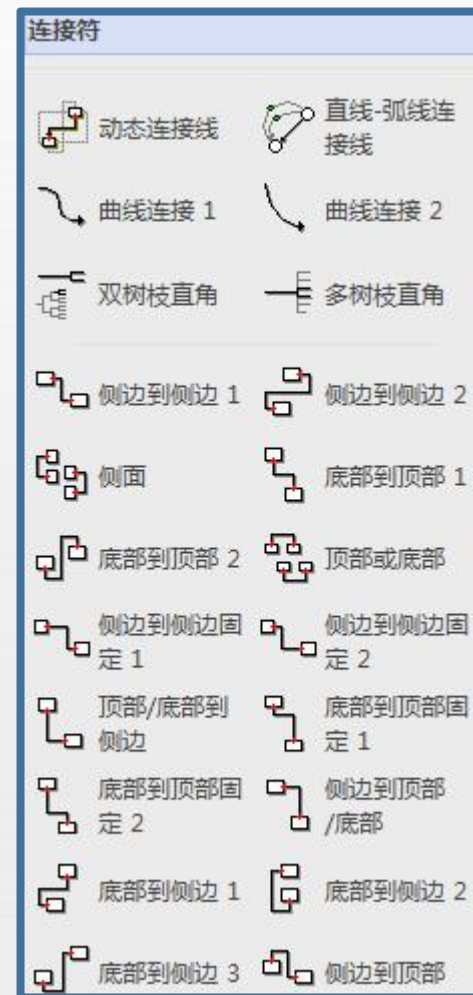 连接符
动态连接线
直线-弧线连
接线
曲线连接 1
曲线连接 2
双树枝直角
多树枝直角
侧边到侧边 1
侧边到侧边 2
侧面
底部到顶部 1
底部到顶部 2
顶部或底部
侧边到侧边固
定 1
侧边到侧边固
定 2
顶部/底部到
侧边
底部到顶部固
定 1
底部到顶部固
定 2
侧边到顶部
/底部
底部到侧边 1
底部到侧边 2
底部到侧边 3
侧边到顶部